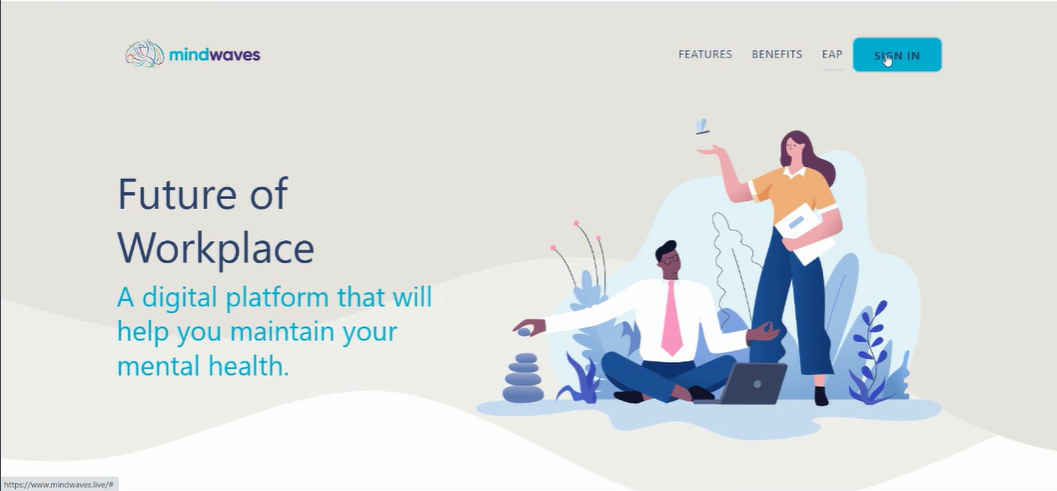 mindwaves
FEATURES BENEFITS EAP SIGN IN
Future of
Workplace
A digital platform that will
help you maintain your
mental health.
https://www.mindwaves.live/#